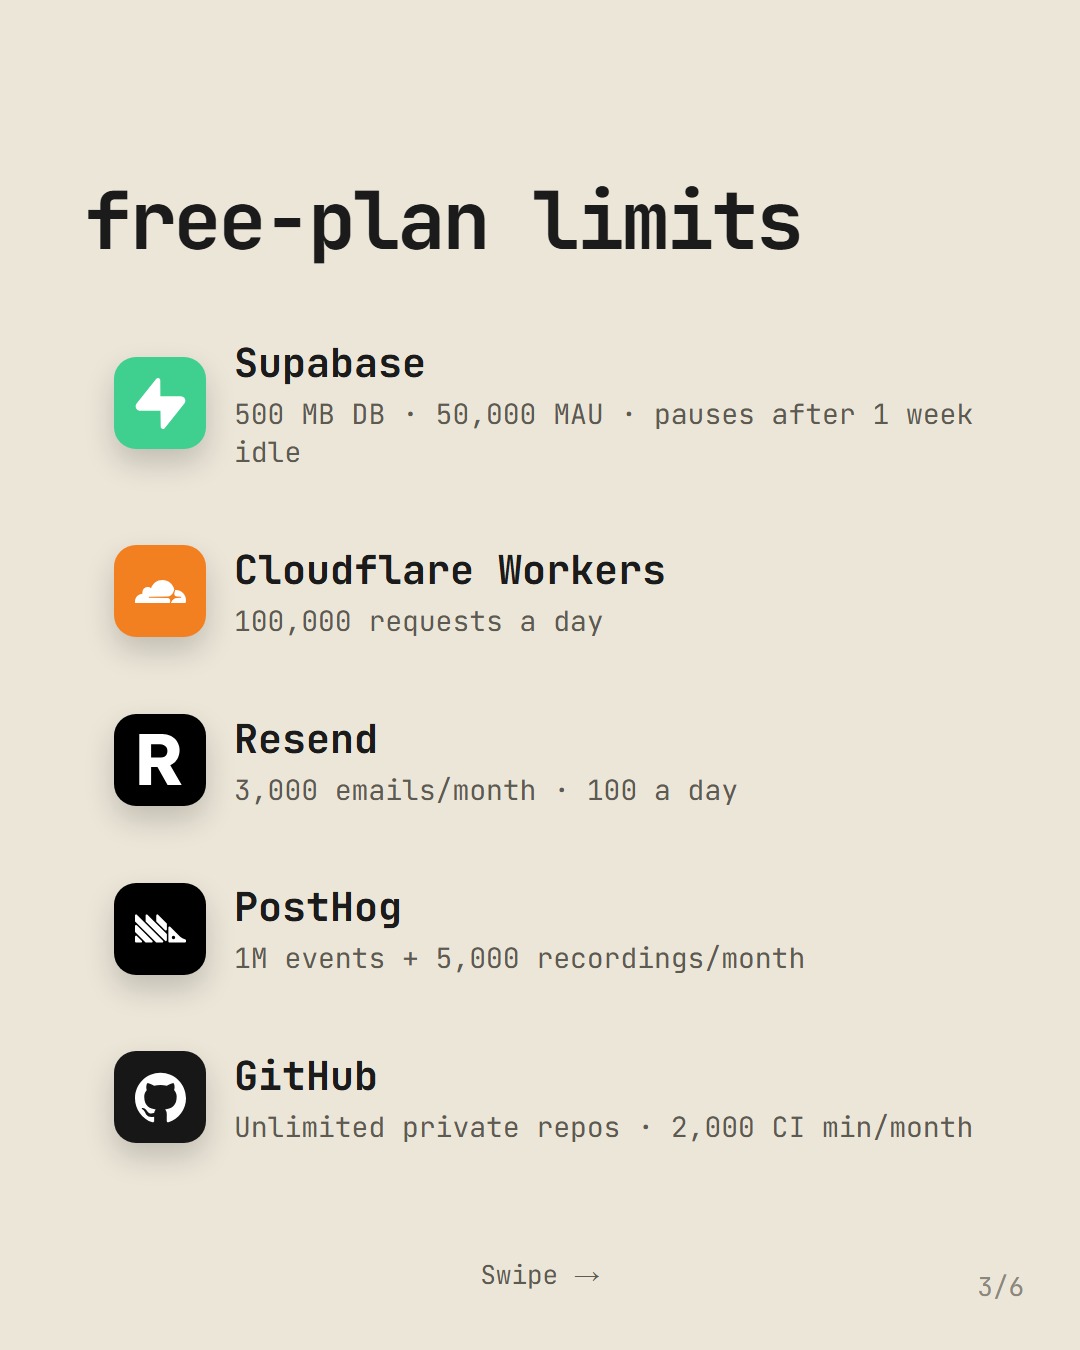 free-plan limits
Supabase
500 MB DB · 50,000 MAU · pauses after 1 week
idle
Cloudflare Workers
100,000 requests a day
R
Resend
3,000 emails/month · 100 a day
PostHog
1M events + 5,000 recordings/month
GitHub
Unlimited private repos · 2,000 CI min/month
Swipe →
3/6